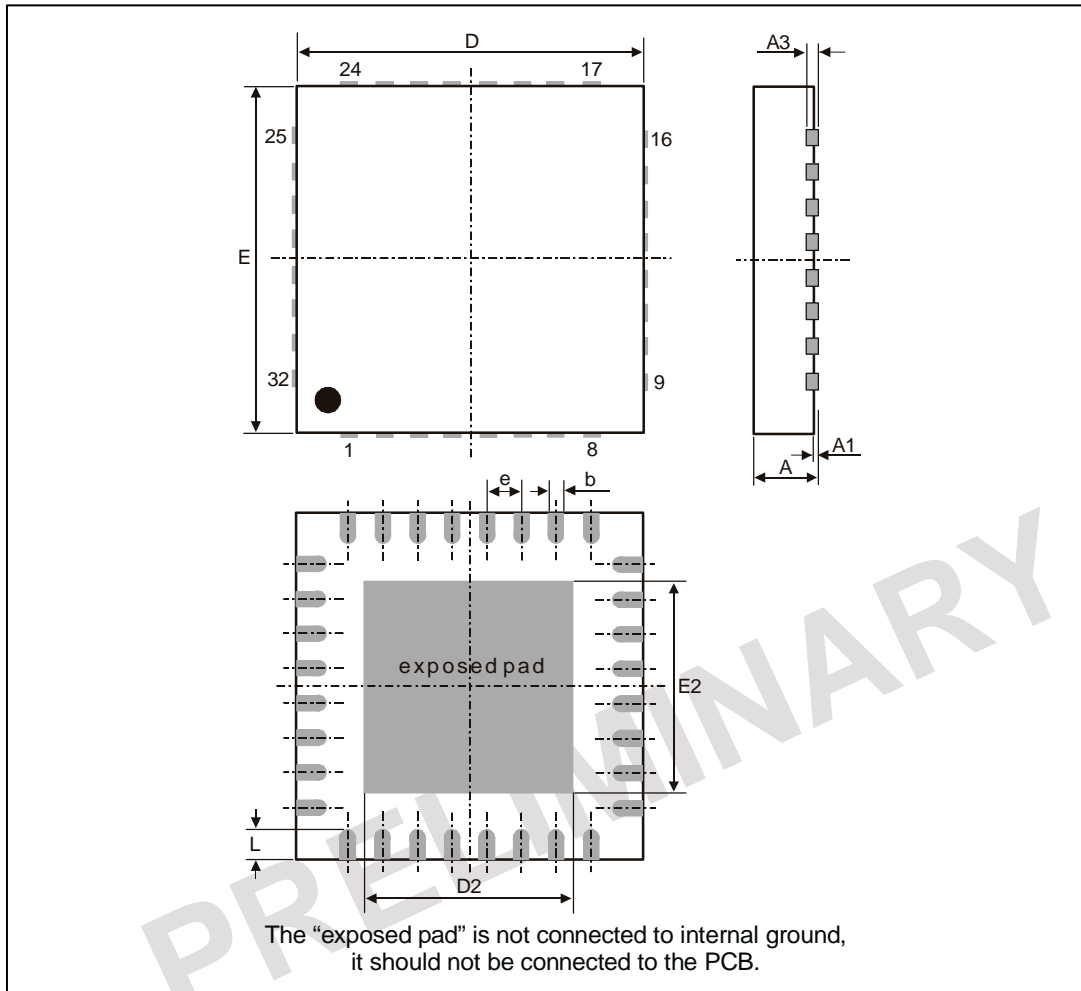 D
A3
24 17
25 16
E
32 9
1 8
A1
A
e b
exposed pad
E2
L
D2
The “exposed pad” is not connected to internal ground,
it should not be connected to the PCB.
PRELIMINARY